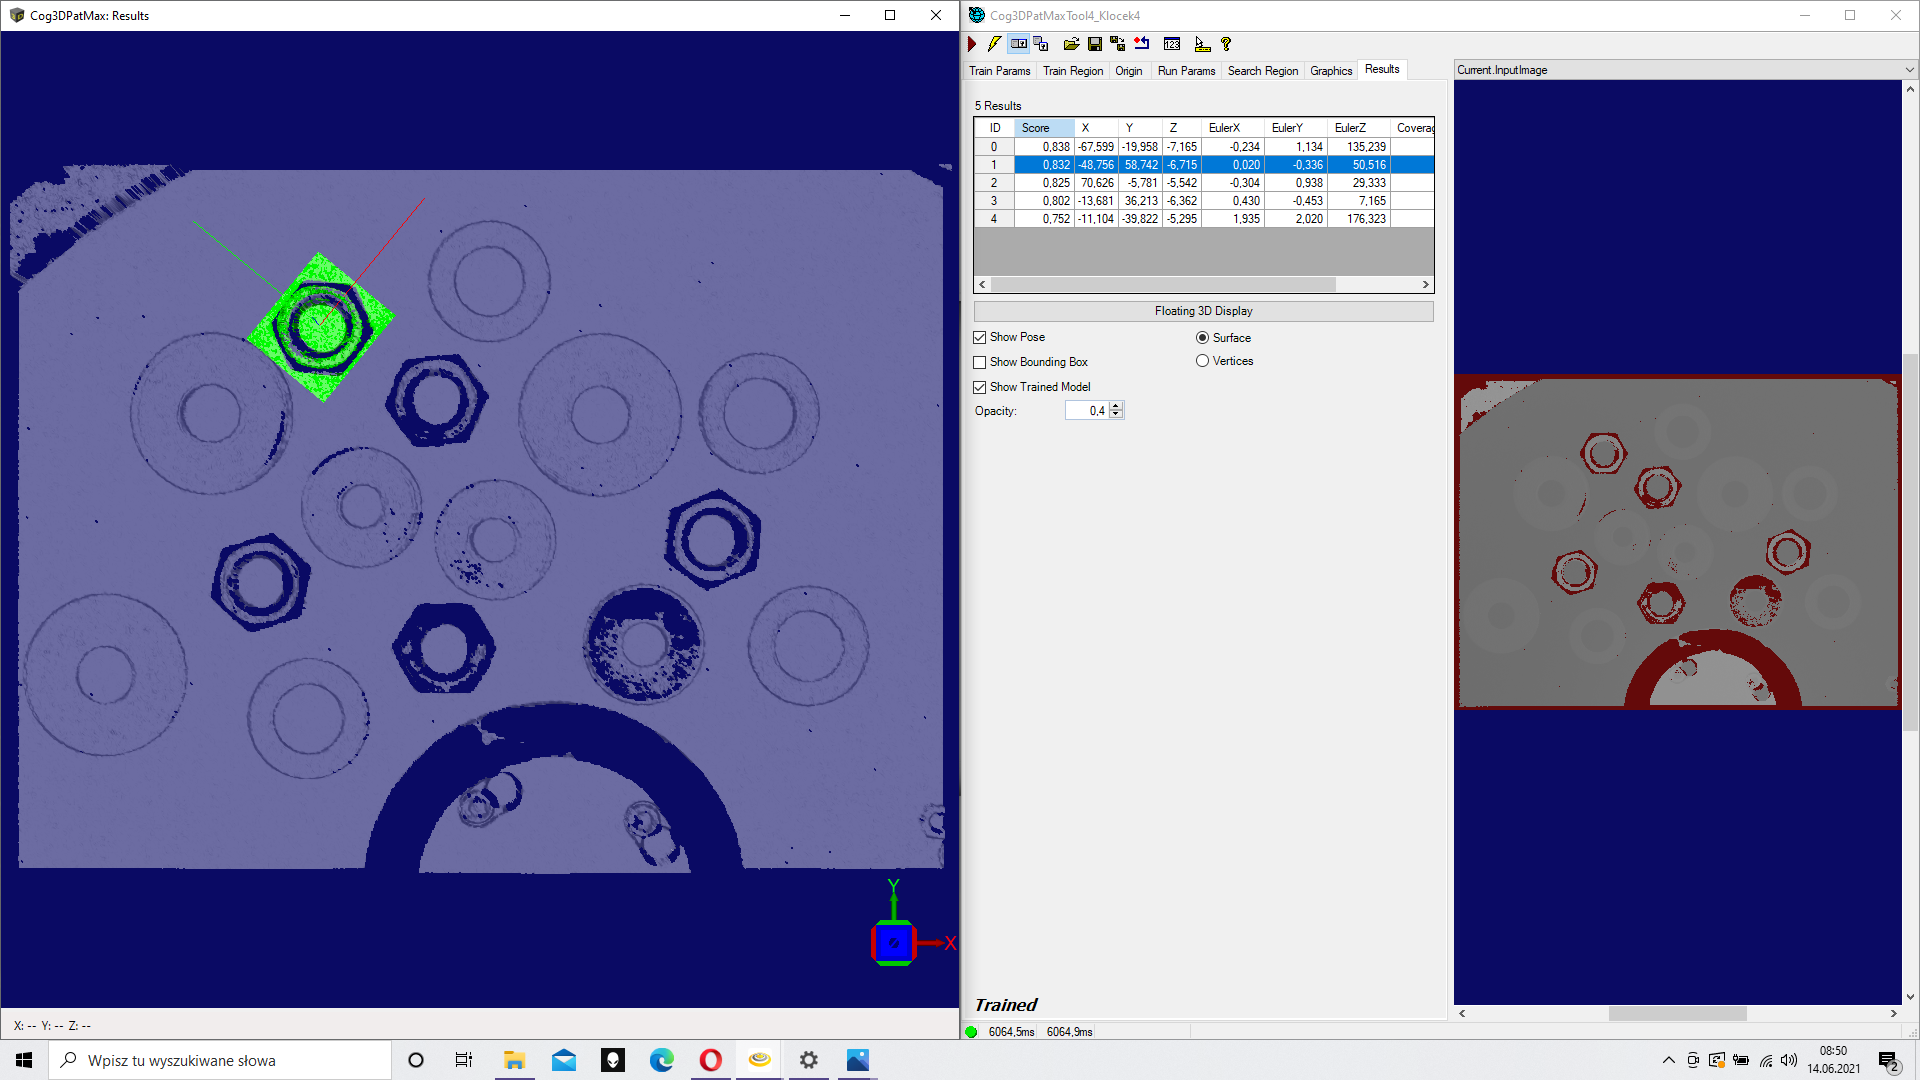 Cog3DPatMax: Results
Y
X
X: -- Y: -- Z: --
Cog3DPatMaxTool4_Klocek4
123
Train Params Train Region Origin Run Params Search Region Graphics Results
5 Results
ID Score X Y Z EulerX EulerY EulerZ Coverag
0 0,838 -67,599 -19,958 -7,165 -0,234 1,134 135,239
1 0,832 -48,756 58,742 -6,715 0,020 -0,336 50,516
2 0,825 70,626 -5,781 -5,542 -0,304 0,938 29,333
3 0,802 -13,681 36,213 -6,362 0,430 -0,453 7,165
4 0,752 -11,104 -39,822 -5,295 1,935 2,020 176,323
Floating 3D Display
Show Pose Surface
Show Bounding Box Vertices
Show Trained Model
Opacity: 0,4
Trained
6064,5ms 6064,9ms
Current.InputImage
Wpisz tu wyszukiwane słowa
08:50
14.06.2021
2